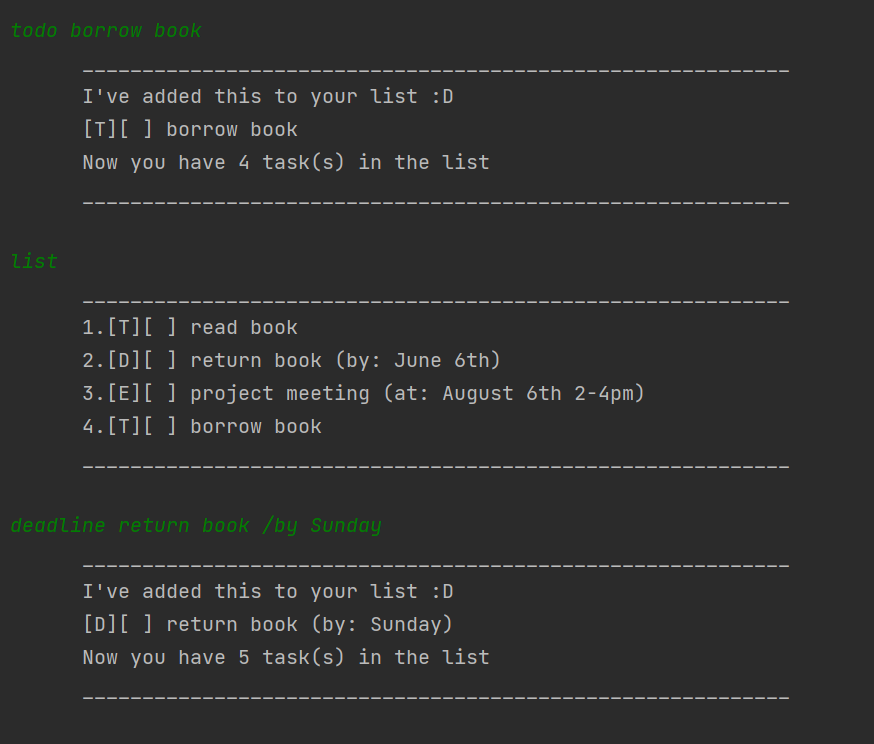 todo borrow book
___________________________________________________________
I've added this to your list :D
[T][ ] borrow book
Now you have 4 task(s) in the list
___________________________________________________________
list
___________________________________________________________
1.[T][ ] read book
2.[D][ ] return book (by: June 6th)
3.[E][ ] project meeting (at: August 6th 2-4pm)
4.[T][ ] borrow book
___________________________________________________________
deadline return book /by Sunday
___________________________________________________________
I've added this to your list :D
[D][ ] return book (by: Sunday)
Now you have 5 task(s) in the list
___________________________________________________________